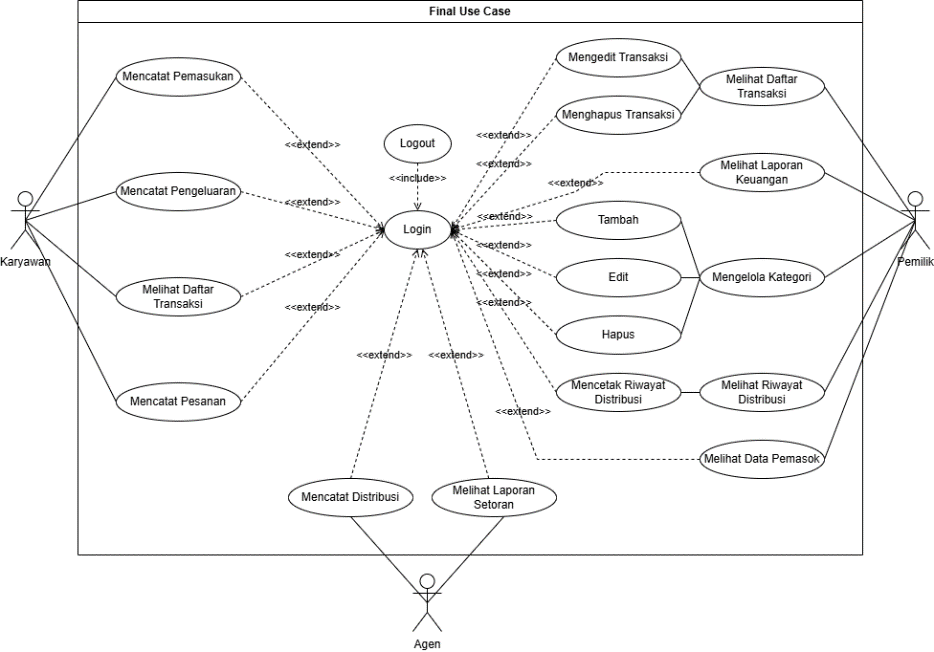 Final Use Case
Mencatat Pemasukan
Mencatat Pengeluaran
Melihat Daftar
Transaksi
Mencatat Pesanan
Karyawan
<<extend>>
<<extend>>
<<extend>>
<<extend>>
Logout
<<include>>
Login
<<extend>>
<<extend>>
Mencatat Distribusi
Melihat Laporan
Setoran
Agen
<<extend>>
<<extend>>
<<extend>>
<<extend>>
<<extend>>
<<extend>>
<<extend>>
<<extend>>
Mengedit Transaksi
Menghapus Transaksi
Tambah
Edit
Hapus
Mencetak Riwayat
Distribusi
Melihat Daftar
Transaksi
Melihat Laporan
Keuangan
Mengelola Kategori
Melihat Riwayat
Distribusi
Melihat Data Pemasok
Pemilik